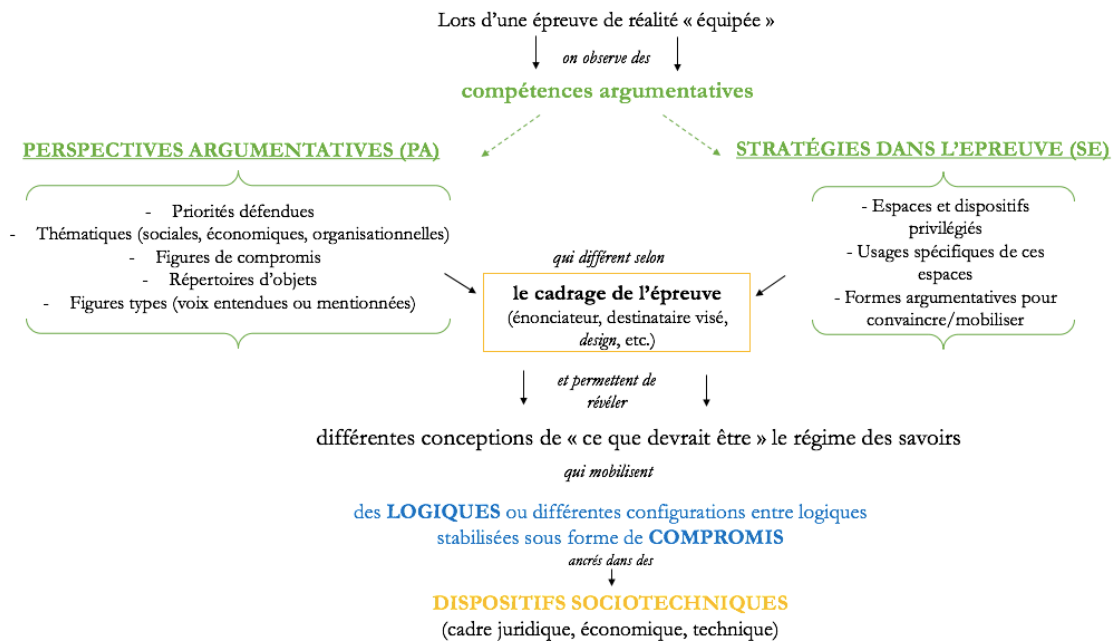 Lors d’une épreuve de réalité « équipée »
on observe des
compétences argumentatives
PERSPECTIVES ARGUMENTATIVES (PA)
- Priorités défendues
- Thématiques (sociales, économiques, organisationnelles)
- Figures de compromis
- Répertoires d’objets
- Figures types (voix entendues ou mentionnées)
STRATÉGIES DANS L’EPREUVE (SE)
- Espaces et dispositifs
privilégiés
- Usages spécifiques de ces
espaces
- Formes argumentatives pour
convaincre/mobiliser
qui diffèrent selon
le cadrage de l’épreuve
(énonciateur, destinataire visé,
design, etc.)
et permettent de
révéler
différentes conceptions de « ce que devrait être » le régime des savoirs
qui mobilisent
des LOGIQUES ou différentes configurations entre logiques
stabilisées sous forme de COMPROMIS
ancrés dans des
DISPOSITIFS SOCIOTECHNIQUES
(cadre juridique, économique, technique)